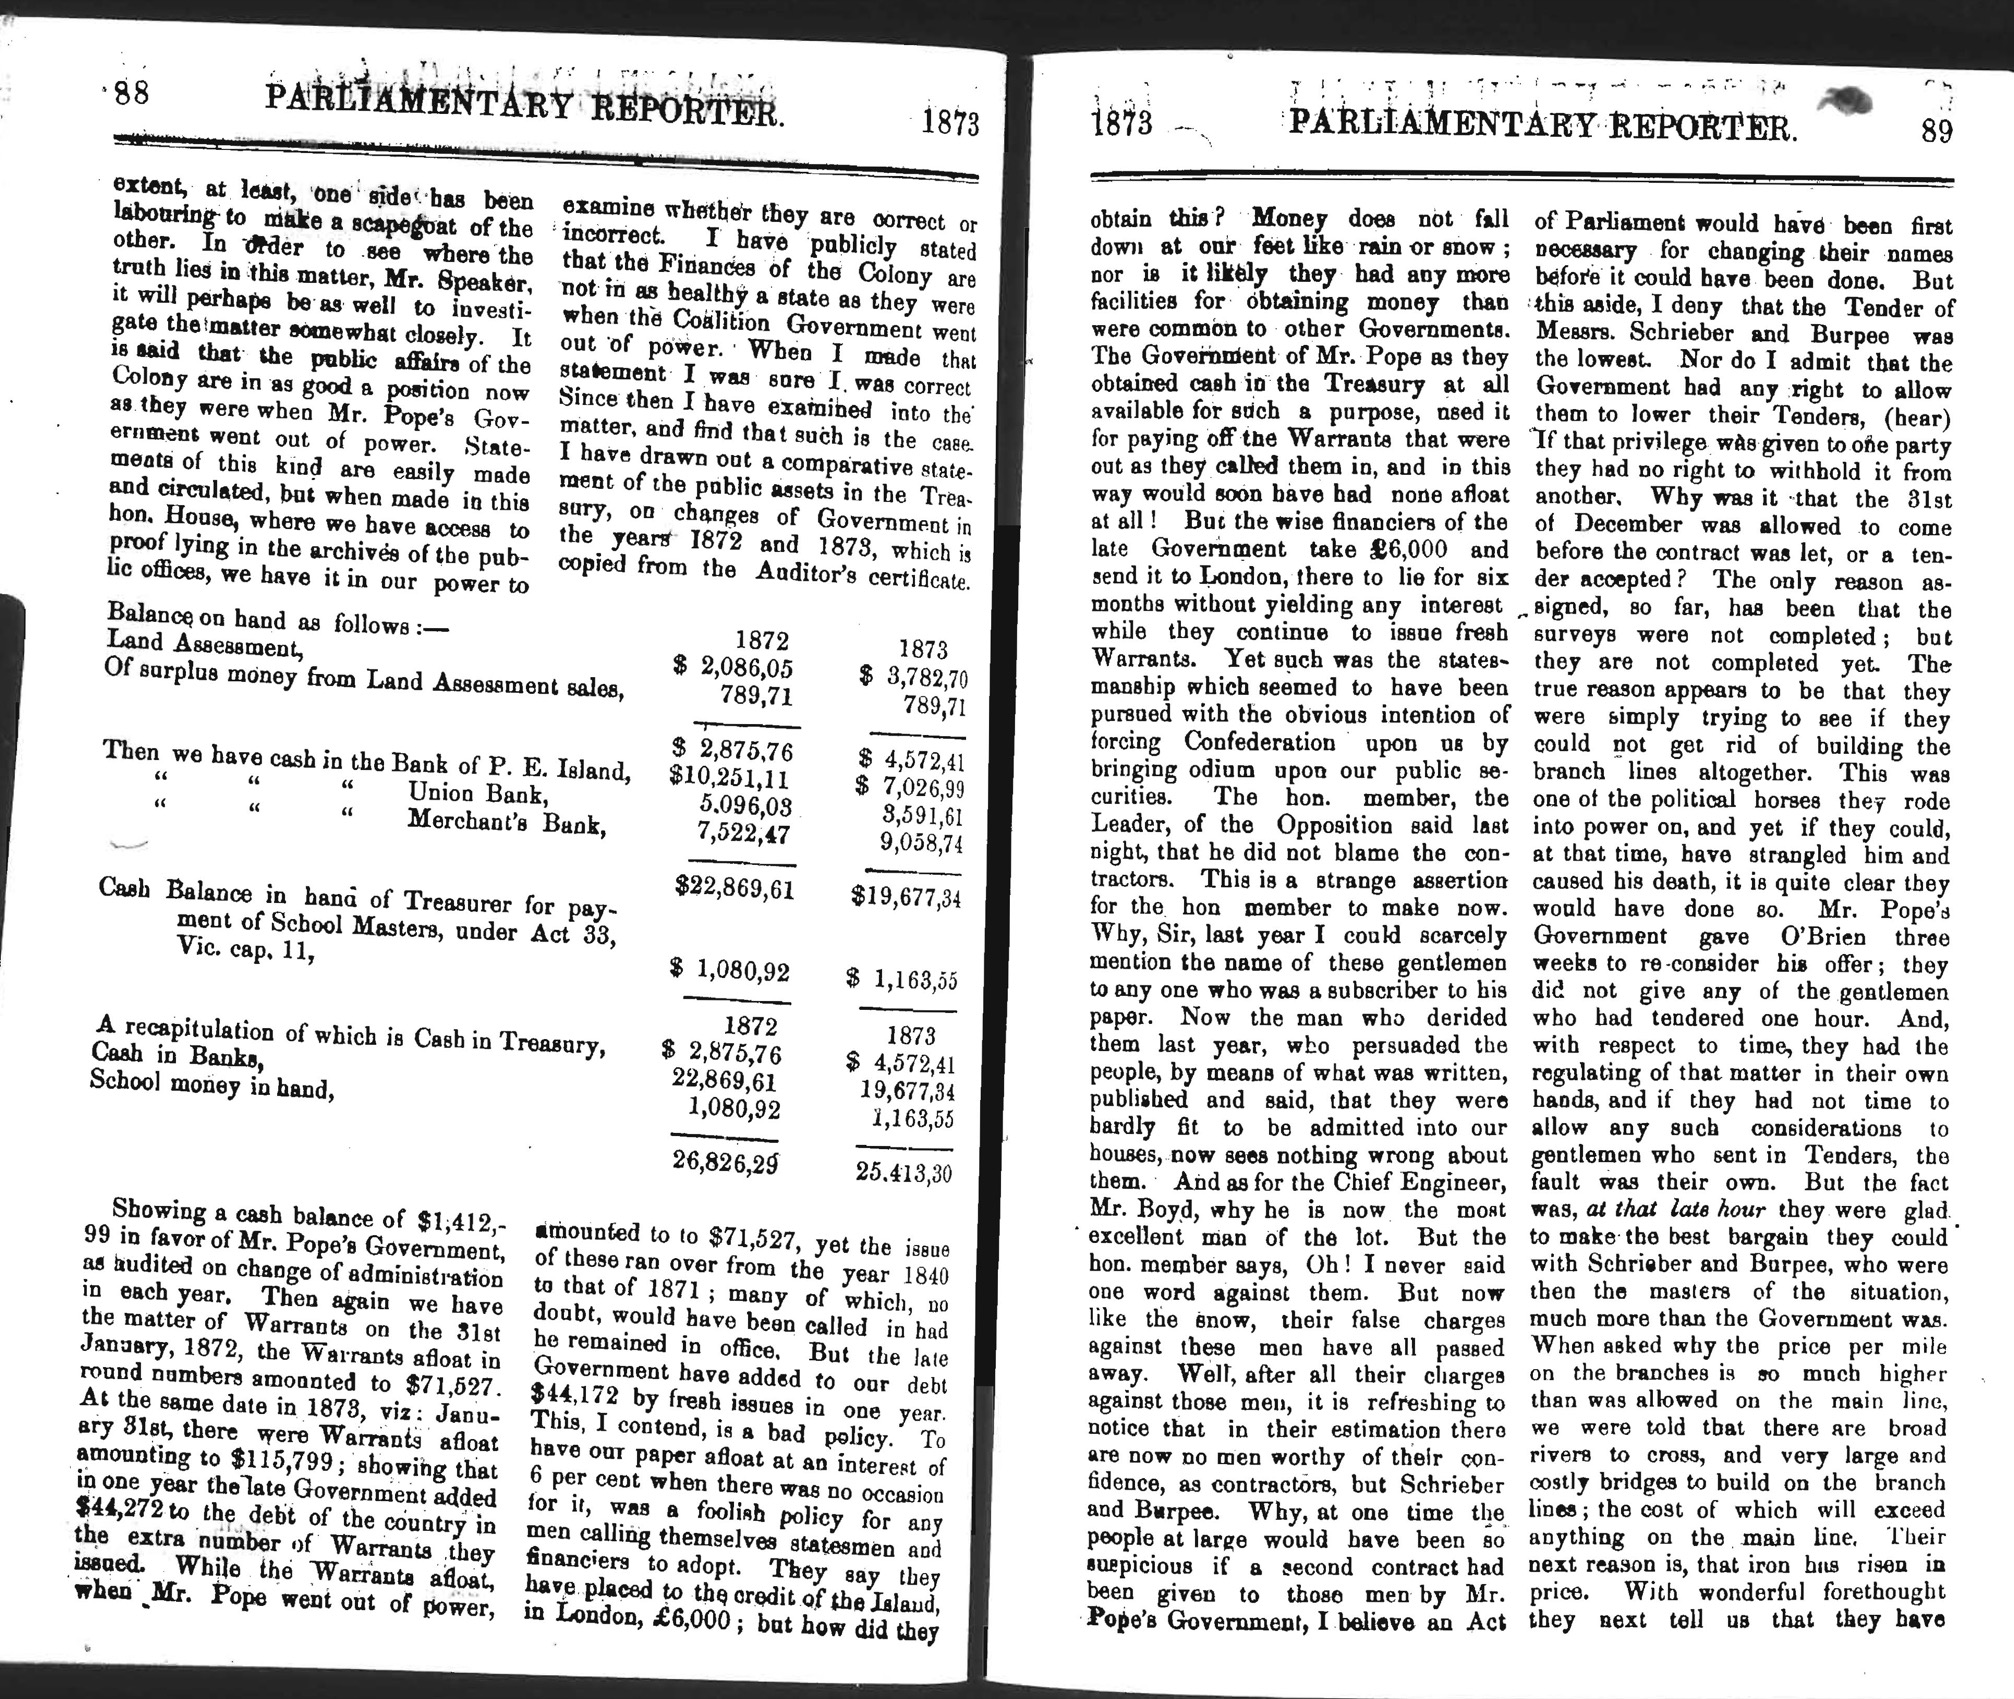 88 PARLIAMENTARY REPORTER. 1873
extent, at least, one side has been
labouring to make a scapegoat of the
other. In order to see where the
truth lies in this matter, Mr. Speaker,
it will perhaps be as well to investi-
gate the matter somewhat closely. It
is said that the public affairs of the
Colony are in as good a position now
as they were when Mr. Pope's Gov-
ernment went out of power. State-
ments of this kind are easily made
and circulated, but when made in this
hon. House, where we have access to
proof lying in the archives of the pub-
lic offices, we have it in our power to
examine whether they are correct or
incorrect. I have publicly stated
that the Finances of the Colony are
not in as healthy a state as they were
when the Coalition Government went
out of power. When I made that
statement I was sure I was correct
Since then I have examined into the
matter, and find that such is the case.
I have drawn out a comparative state-
ment of the public assets in the Trea-
sury, on changes of Government in
the years 1872 and 1873, which is
copied from the Auditor's certificate.
Balance on hand as follows :— 1872 1873
Land Assessment, $ 2,086,05 $ 3,782,70
Of surplus money from Land Assessment sales, 789,71 789,71
$ 2,875,76 $ 4,572,41
Then we have cash in the Bank of P. E. Island, $10,251,11 $ 7,026,99
“ “ “ Union Bank, 5.096,03 3,591,61
“ “ “ Merchant's Bank, 7,522,47 9,058,74
$22,869,61 $19,677,34
Cash Balance in hand of Treasurer for pay-
ment of School Masters, under Act 33,
Vic. cap. 11, $ 1,080,92 $ 1,163,55
1872 1873
A recapitulation of which is Cash in Treasury, $ 2,875,76 $ 4,572,41
Cash in Banks, 22,869,61 19,677,34
School money in hand, 1,080,92 1,163,55
26,826,29 25.413,30
Showing a cash balance of $1,412,-
99 in favor of Mr. Pope's Government,
as audited on change of administration
in each year. Then again we have
the matter of Warrants on the 31st
January, 1872, the Warrants afloat in
round numbers amounted to $71,527.
At the same date in 1873, viz: Janu-
ary 31st, there were Warrants afloat
amounting to $115,799; showing that
in one year the late Government added
$44,272 to the debt of the country in
the extra number of Warrants they
issued. While the Warrants afloat,
when Mr. Pope went out of power,
amounted to to $71,527, yet the issue
of these ran over from the year 1840
to that of 1871; many of which, no
doubt, would have been called in had
he remained in office. But the late
Government have added to our debt
$44,172 by fresh issues in one year.
This, I contend, is a bad policy. To
have our paper afloat at an interest of
6 per cent when there was no occasion
for it, was a foolish policy for any
men calling themselves statesmen and
financiers to adopt. They say they
have placed to the credit of the Island,
in London, £6,000; but how did they
1873 PARLIAMENTARY REPORTER. 89
obtain this? Money does not fall
down at our feet like rain or snow;
nor is it likely they had any more
facilities for obtaining money than
were common to other Governments.
The Government of Mr. Pope as they
obtained cash in the Treasury at all
available for such a purpose, used it
for paying off the Warrants that were
out as they called them in, and in this
way would soon have had none afloat
at all! But the wise financiers of the
late Government take £6,000 and
send it to London, there to lie for six
months without yielding any interest
while they continue to issue fresh
Warrants. Yet such was the states-
manship which seemed to have been
pursued with the obvious intention of
forcing Confederation upon us by
bringing odium upon our public se-
curities. The hon. member, the
Leader, of the Opposition said last
night, that he did not blame the con-
tractors. This is a strange assertion
for the hon member to make now.
Why, Sir, last year I could scarcely
mention the name of these gentlemen
to any one who was a subscriber to his
paper. Now the man who derided
them last year, who persuaded the
people, by means of what was written,
published and said, that they were
hardly fit to be admitted into our
houses, now sees nothing wrong about
them. And as for the Chief Engineer,
Mr. Boyd, why he is now the most
excellent man of the lot. But the
hon. member says, Oh! I never said
one word against them. But now
like the snow, their false charges
against these men have all passed
away. Well, after all their charges
against those men, it is refreshing to
notice that in their estimation there
are now no men worthy of their con-
fidence, as contractors, but Schrieber
and Burpee. Why, at one time the
people at large would have been so
suspicious if a second contract had
been given to those men by Mr.
Pope's Government, I believe an Act
of Parliament would have been first
necessary for changing their names
before it could have been done. But
this aside, I deny that the Tender of
Messrs. Schrieber and Burpee was
the lowest. Nor do I admit that the
Government had any right to allow
them to lower their Tenders, (hear)
If that privilege was given to one party
they had no right to withhold it from
another. Why was it that the 31st
of December was allowed to come
before the contract was let, or a ten-
der accepted? The only reason as-
signed, so far, has been that the
surveys were not completed; but
they are not completed yet. The
true reason appears to be that they
were simply trying to see if they
could not get rid of building the
branch lines altogether. This was
one of the political horses they rode
into power on, and yet if they could,
at that time, have strangled him and
caused his death, it is quite clear they
would have done so. Mr. Pope's
Government gave O'Brien three
weeks to re-consider his offer; they
did not give any of the gentlemen
who had tendered one hour. And,
with respect to time, they had the
regulating of that matter in their own
hands, and if they had not time to
allow any such considerations to
gentlemen who sent in Tenders, the
fault was their own. But the fact
was, at that late hour they were glad
to make the best bargain they could
with Schrieber and Burpee, who were
then the masters of the situation,
much more than the Government was.
When asked why the price per mile
on the branches is so much higher
than was allowed on the main line,
we were told that there are broad
rivers to cross, and very large and
costly bridges to build on the branch
lines; the cost of which will exceed
anything on the main line. Their
next reason is, that iron has risen in
price. With wonderful forethought
they next tell us that they have